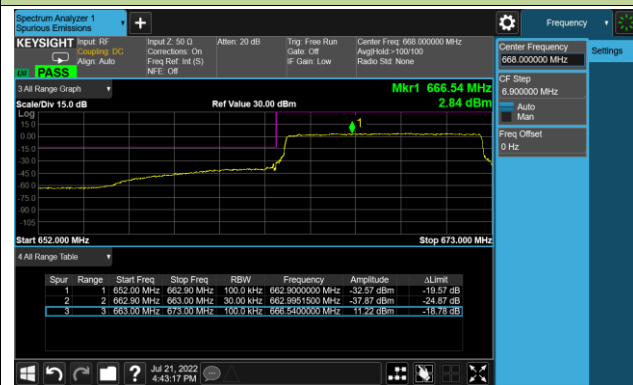 Spectrum Analyzer 1
Spurious Emissions
+
Frequency
KEYSIGHT
Input: RF
Coupling: DC
Align: Auto
Input Z: 50 Ω
Corrections: On
Freq Ref: Int (S)
NFE: Off
Atten: 20 dB
Trig: Free Run
Gate: Off
IF Gain: Low
Center Freq: 668.000000 MHz
Avg|Hold:>100/100
Radio Std: None
PASS
Center Frequency
668.000000 MHz
Settings
CF Step
6.900000 MHz
Auto
Man
Freq Offset
0 Hz
3 All Range Graph
Mkr1 666.54 MHz
Scale/Div 15.0 dB
Ref Value 30.00 dBm
2.84 dBm
Log
15.0
0.00
-15.0
-30.0
-45.0
-60.0
-75.0
-90.0
-105
1
Start 652.000 MHz
Stop 673.000 MHz
4 All Range Table
Spur Range Start Freq Stop Freq RBW Frequency Amplitude ΔLimit
1 1 652.00 MHz 662.90 MHz 100.0 kHz 662.9000000 MHz -32.57 dBm -19.57 dB
2 2 662.90 MHz 663.00 MHz 30.00 kHz 662.9951500 MHz -37.87 dBm -24.87 dB
3 3 663.00 MHz 673.00 MHz 100.0 kHz 666.5400000 MHz 11.22 dBm -18.78 dB
?
Jul 21, 2022
4:43:17 PM